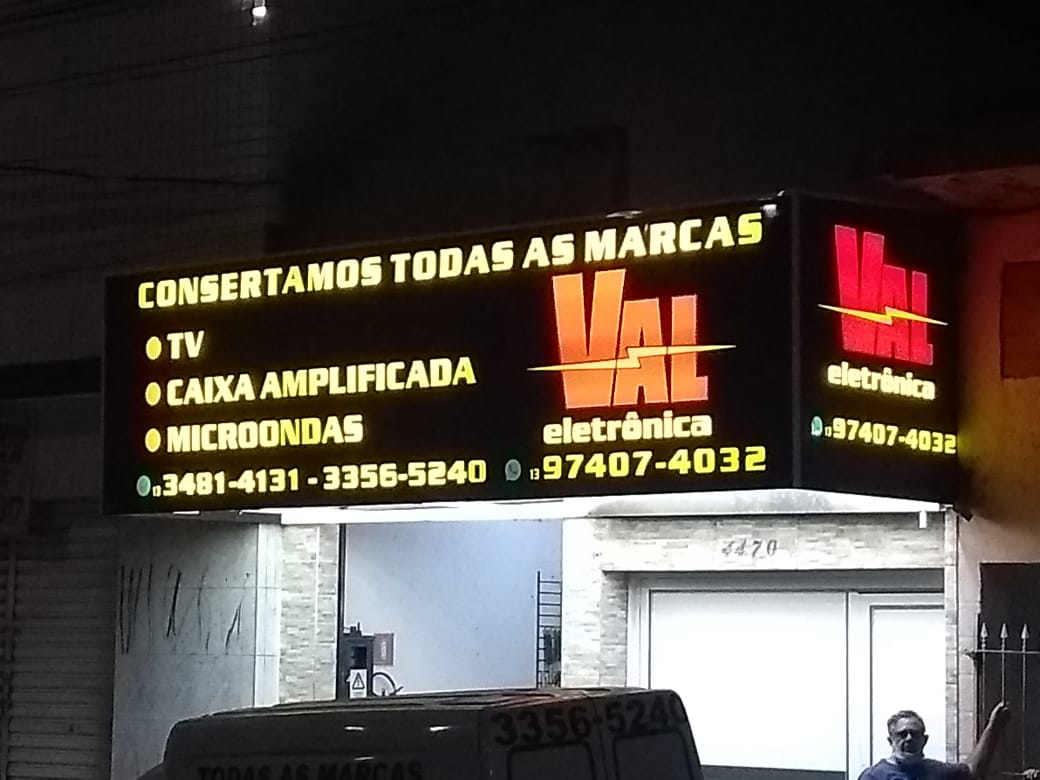 CONSERTAMOS TODAS AS MARCAS
TV
CAIXA AMPLIFICADA
MICROONDAS
13 3481-4131 - 3356-5240
VAL
eletrônica
13 97407-4032
VAL
eletrônica
13 97407-4032
4470
3356-5240
TODAS AS MARCAS